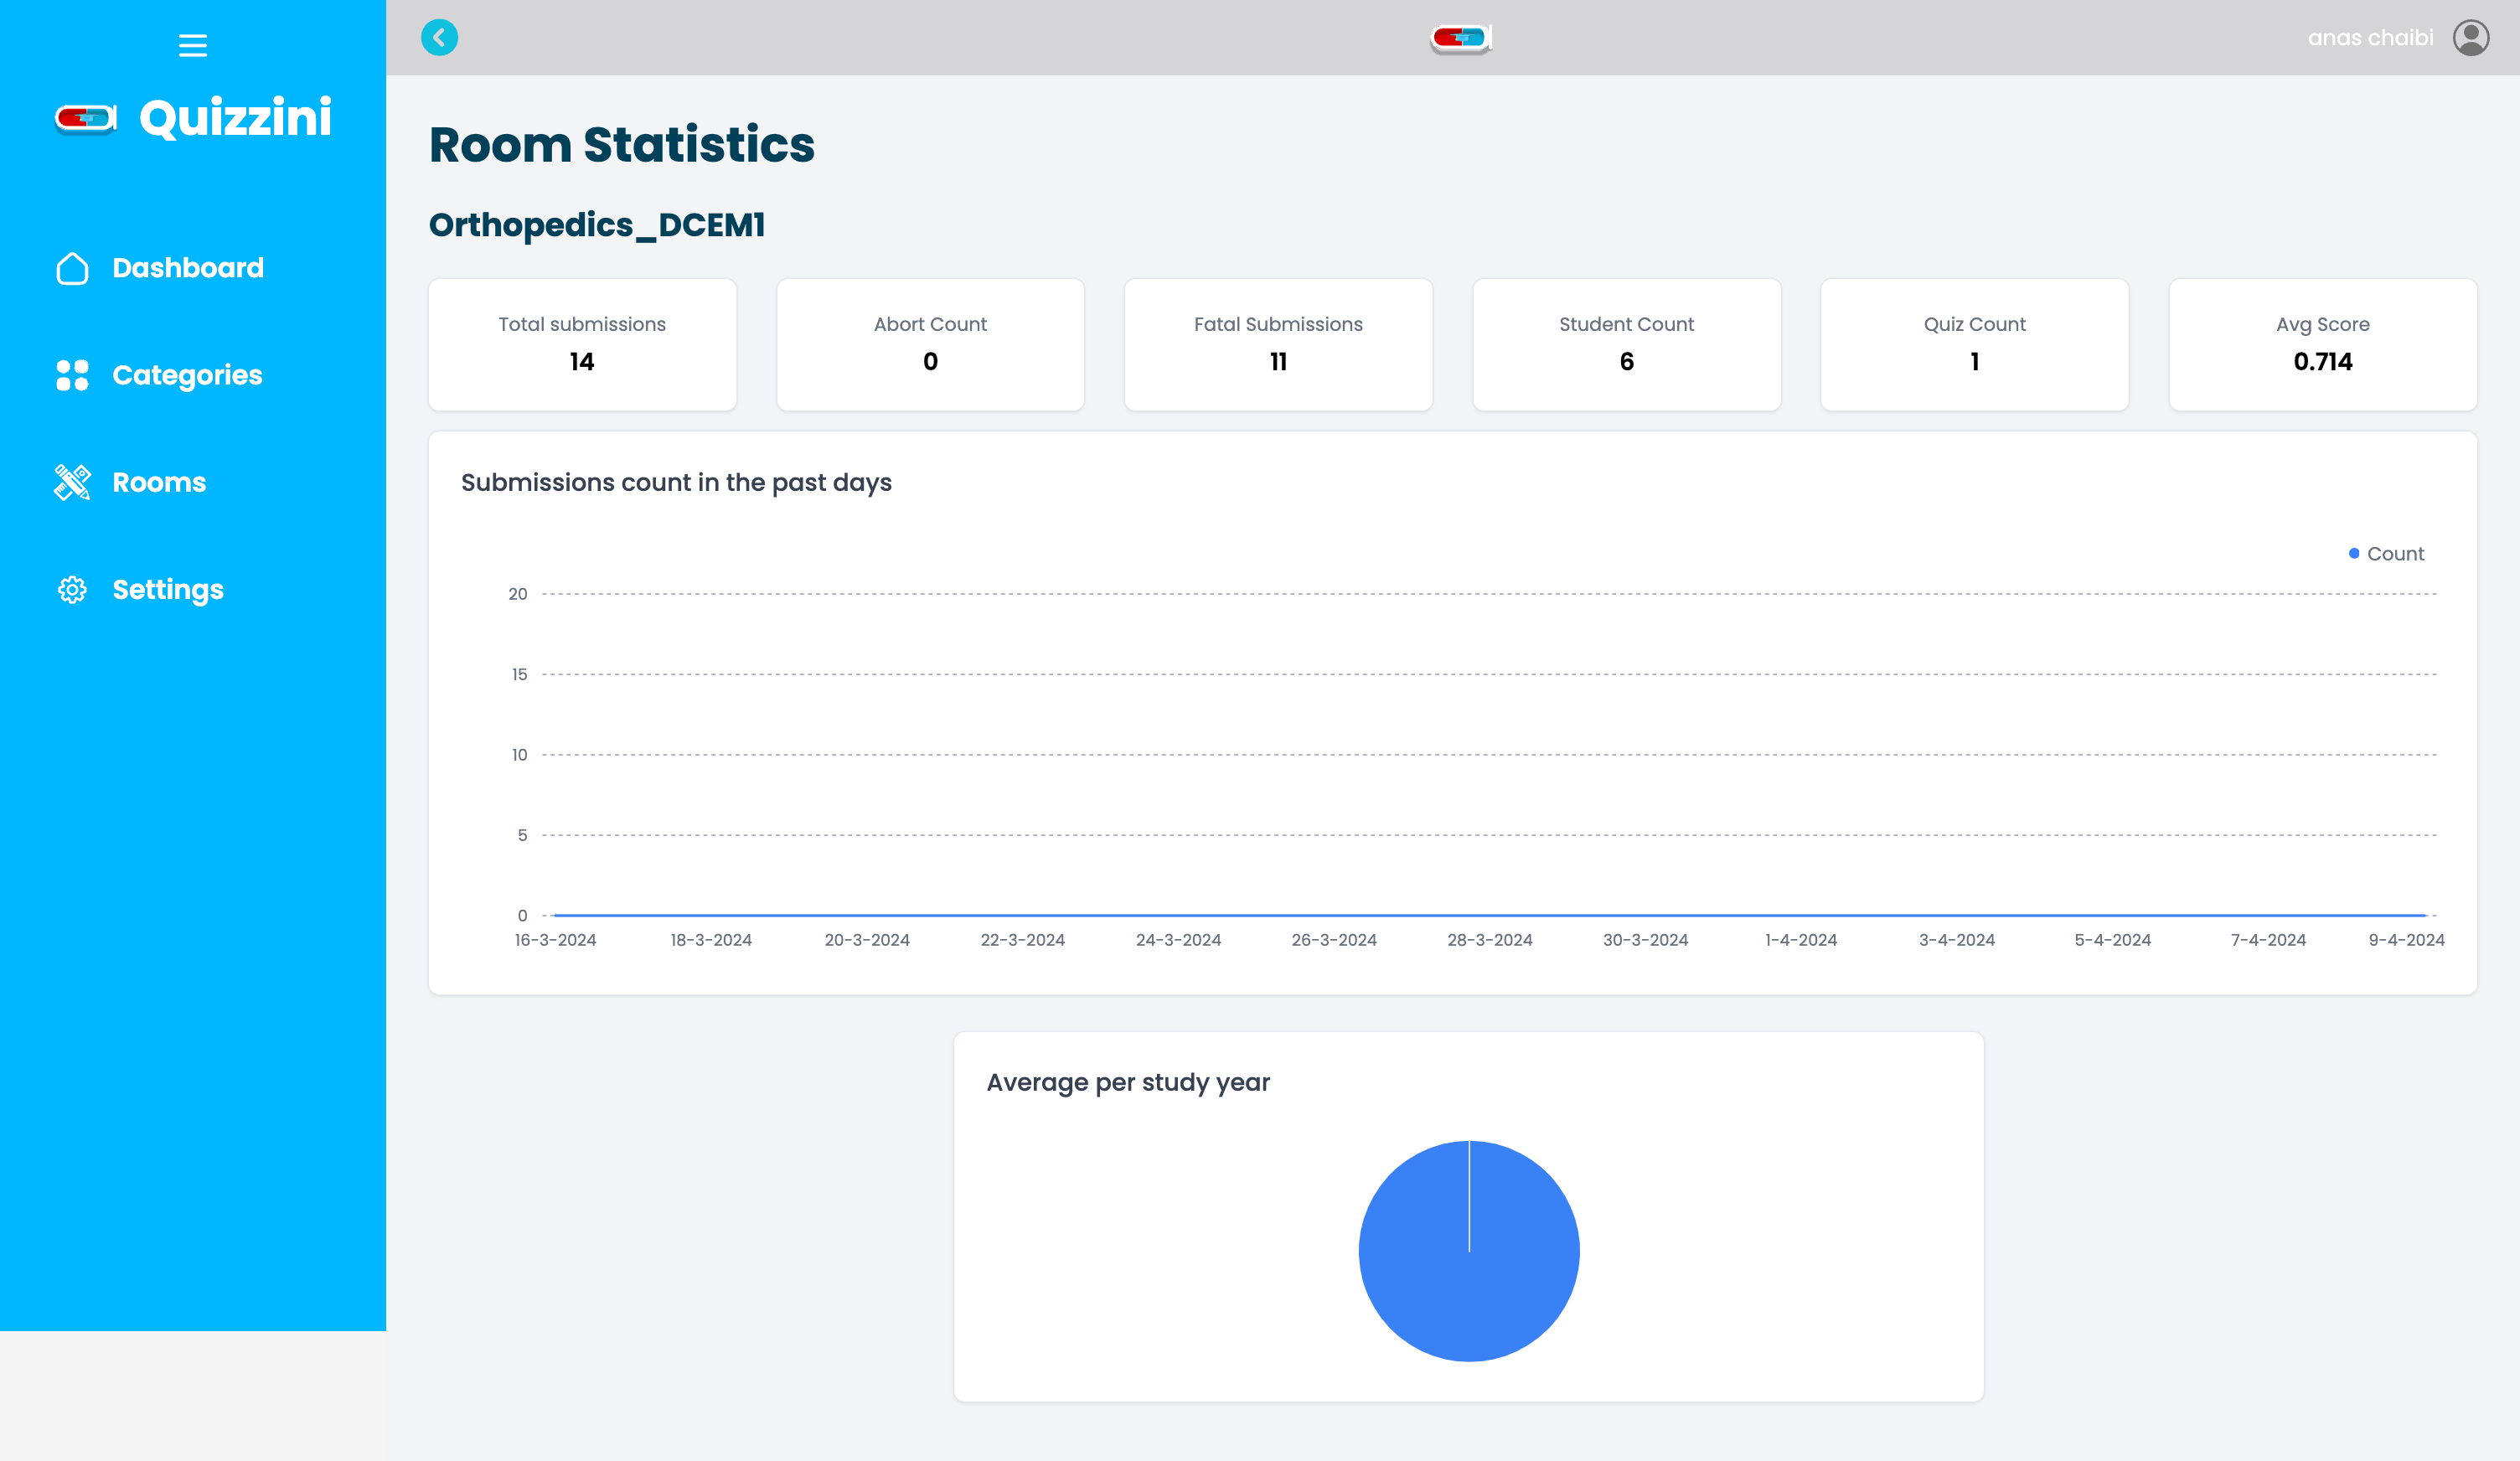 anas chaibi
Quizzini
Dashboard
Categories
Rooms
Settings
Room Statistics
Orthopedics_DCEM1
Total submissions
14
Abort Count
0
Fatal Submissions
11
Student Count
6
Quiz Count
1
Avg Score
0.714
Submissions count in the past days
Count
20
15
10
5
0
16-3-2024 18-3-2024 20-3-2024 22-3-2024 24-3-2024 26-3-2024 28-3-2024 30-3-2024 1-4-2024 3-4-2024 5-4-2024 7-4-2024 9-4-2024
Average per study year